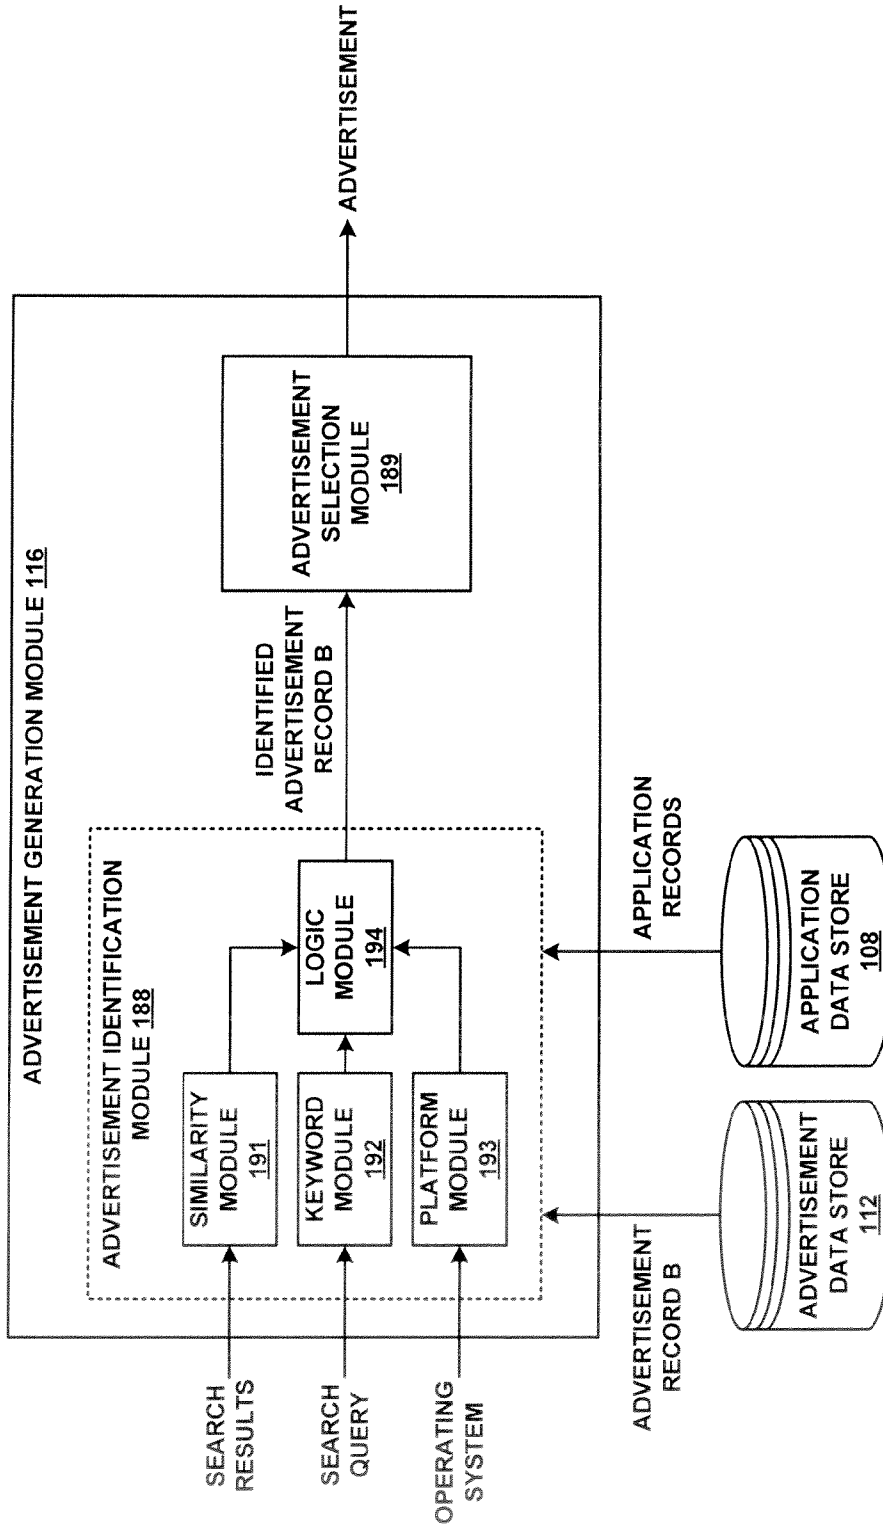 ADVERTISEMENT GENERATION MODULE 116
ADVERTISEMENT IDENTIFICATION
MODULE 188
SEARCH
RESULTS
SIMILARITY
MODULE
191
SEARCH
QUERY
KEYWORD
MODULE
192
OPERATING
SYSTEM
PLATFORM
MODULE
193
LOGIC
MODULE
194
IDENTIFIED
ADVERTISEMENT
RECORD B
ADVERTISEMENT
SELECTION
MODULE
189
ADVERTISEMENT
ADVERTISEMENT
RECORD B
APPLICATION
RECORDS
ADVERTISEMENT
DATA STORE
112
APPLICATION
DATA STORE
108